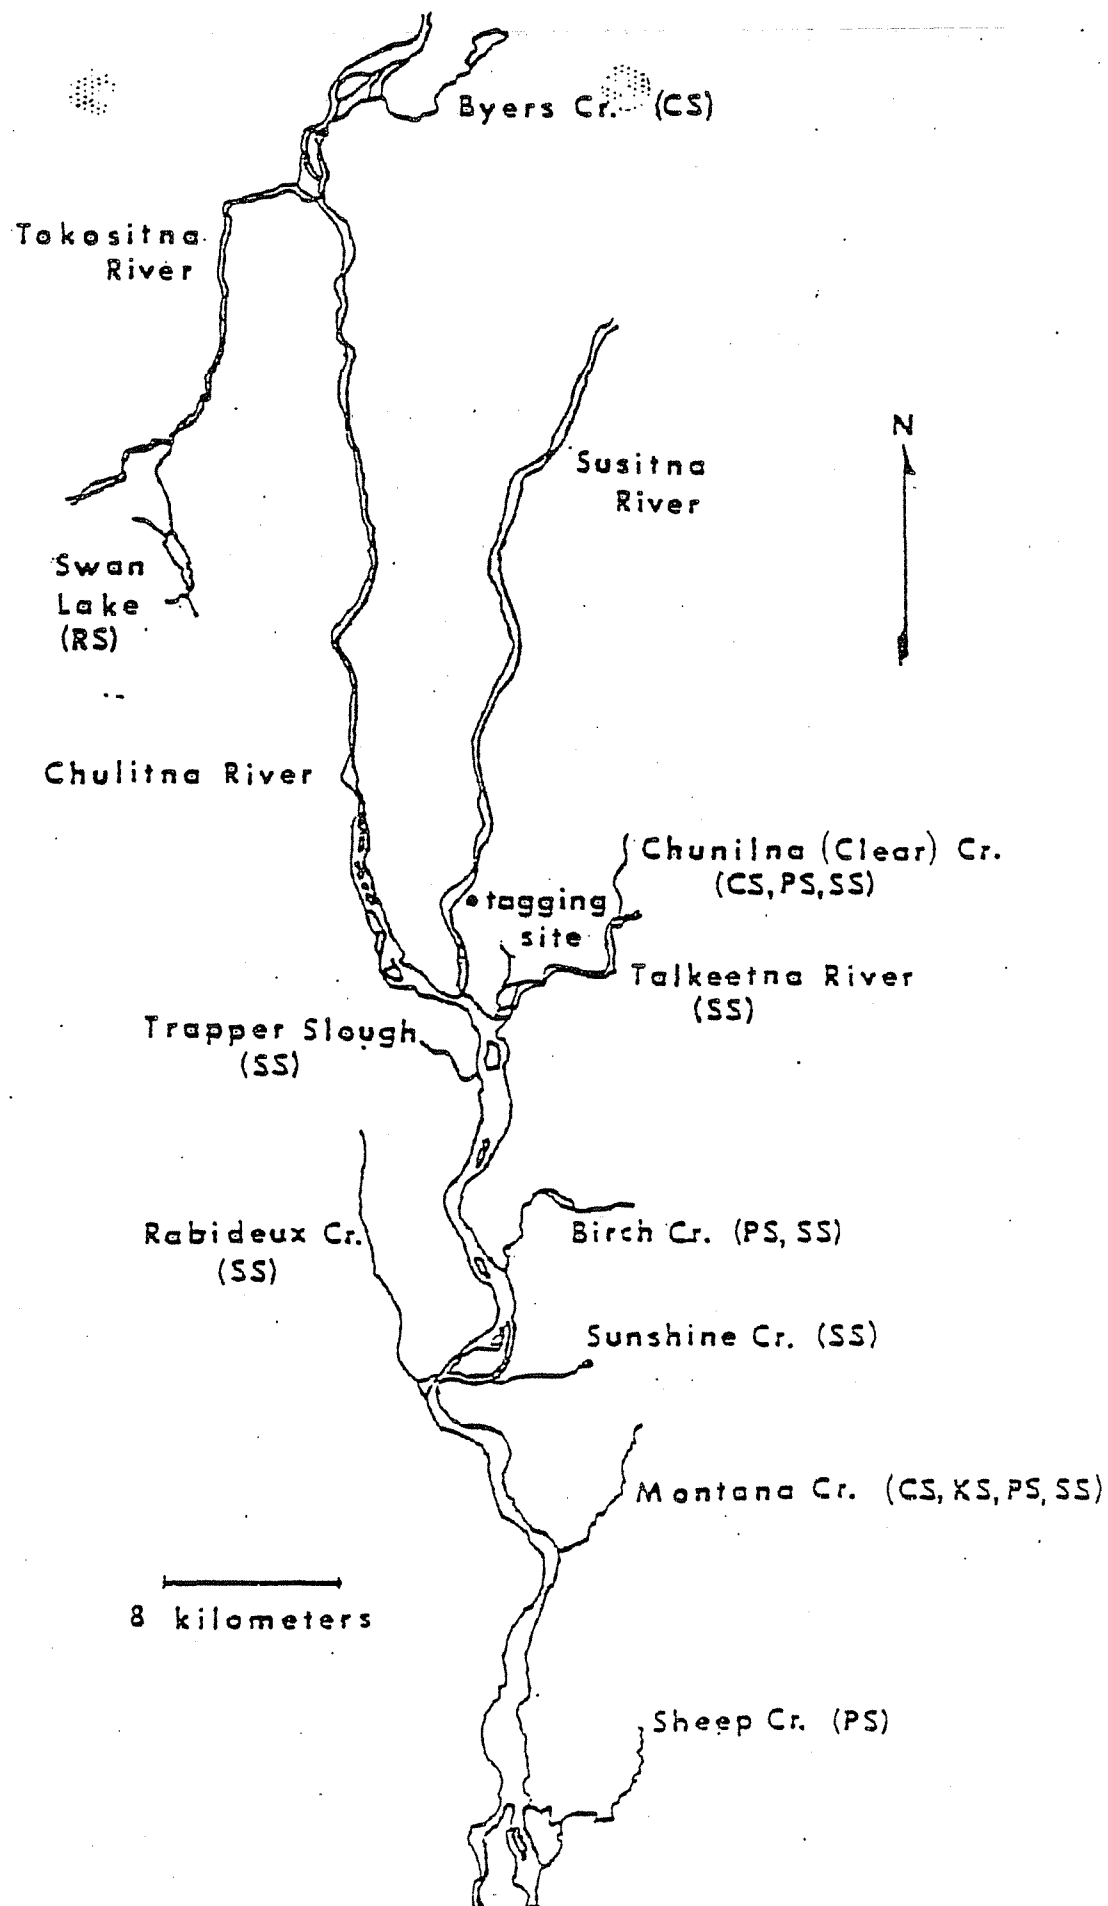 Byers Cr. (CS)
Tokositna
River
N
Susitna
River
Swan
Lake
(RS)
Chulitna River
Chunilna (Clear) Cr.
(CS, PS, SS)
tagging
site
Talkeetna River
(SS)
Trapper Slough
(SS)
Rabideux Cr.
(SS)
Birch Cr. (PS, SS)
Sunshine Cr. (SS)
Montana Cr. (CS, KS, PS, SS)
8 kilometers
Sheep Cr. (PS)